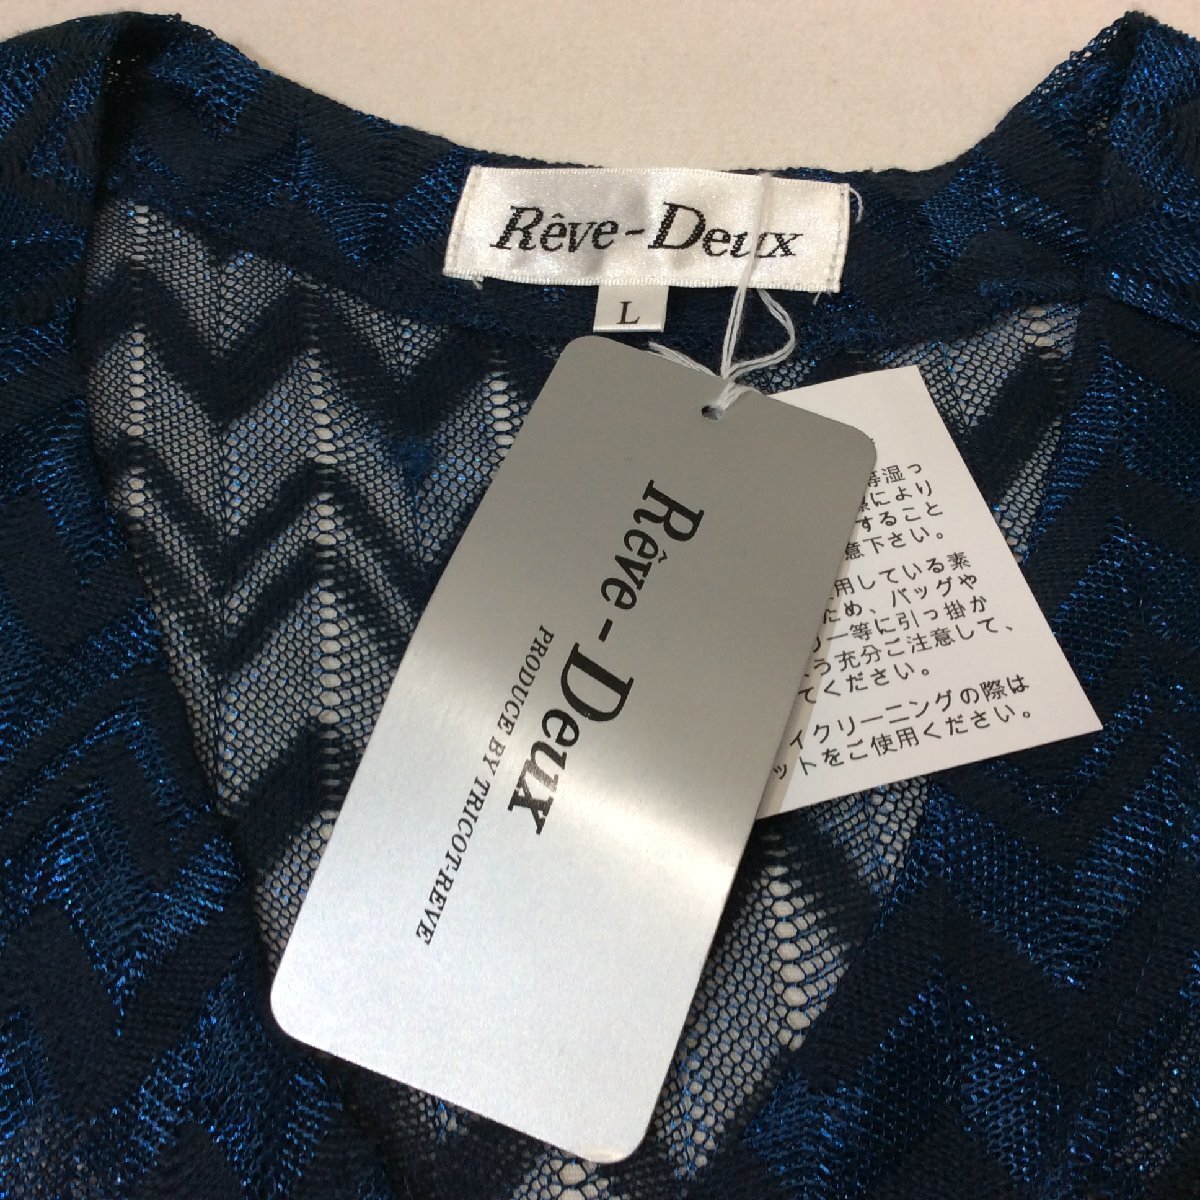 Rêve-Deux
L
Rêve-Deux
PRODUCE BY TRICOT-REVE
等湿っ
際により
すること
意下さい。
用している素
ため、バッグや
ー等に引っ掛か
う充分ご注意して、
てください。
イクリーニングの際は
ットをご使用ください。